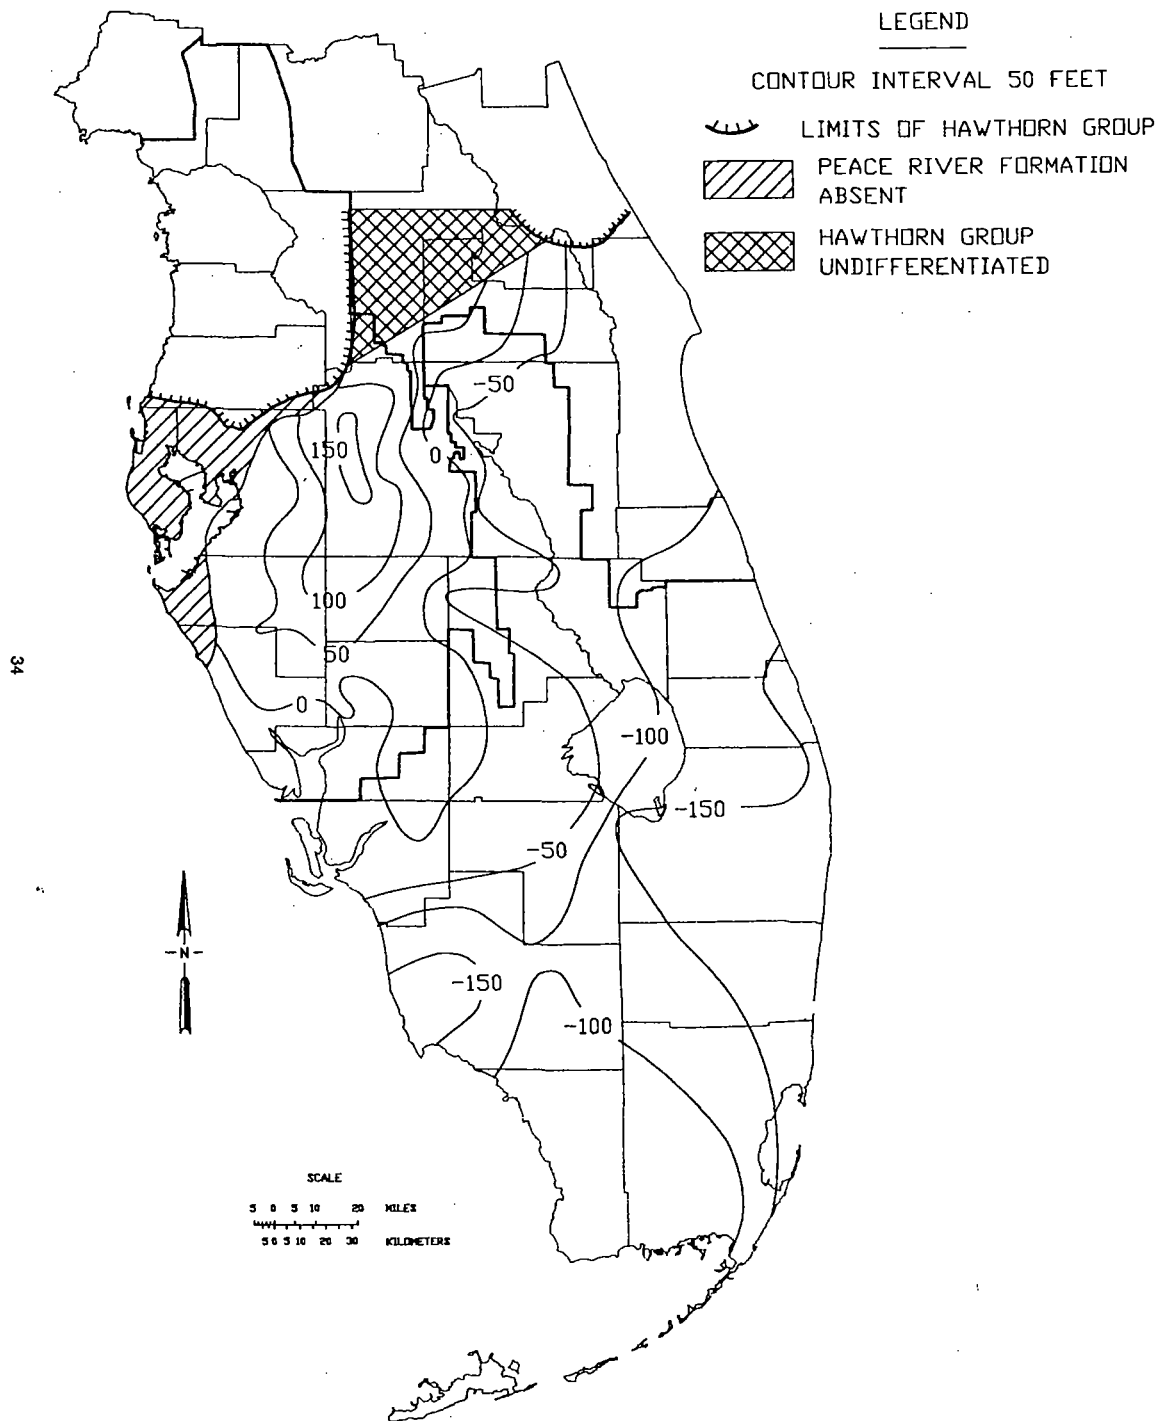 LEGEND
CONTOUR INTERVAL 50 FEET
LIMITS OF HAWTHORN GROUP
PEACE RIVER FORMATION
ABSENT
HAWTHORN GROUP
UNDIFFERENTIATED
-50
150
0
100
50
0
-100
-150
-50
-150
-100
34
-N-
SCALE
5 0 5 10 20 MILES
5 0 5 10 20 30 KILOMETERS